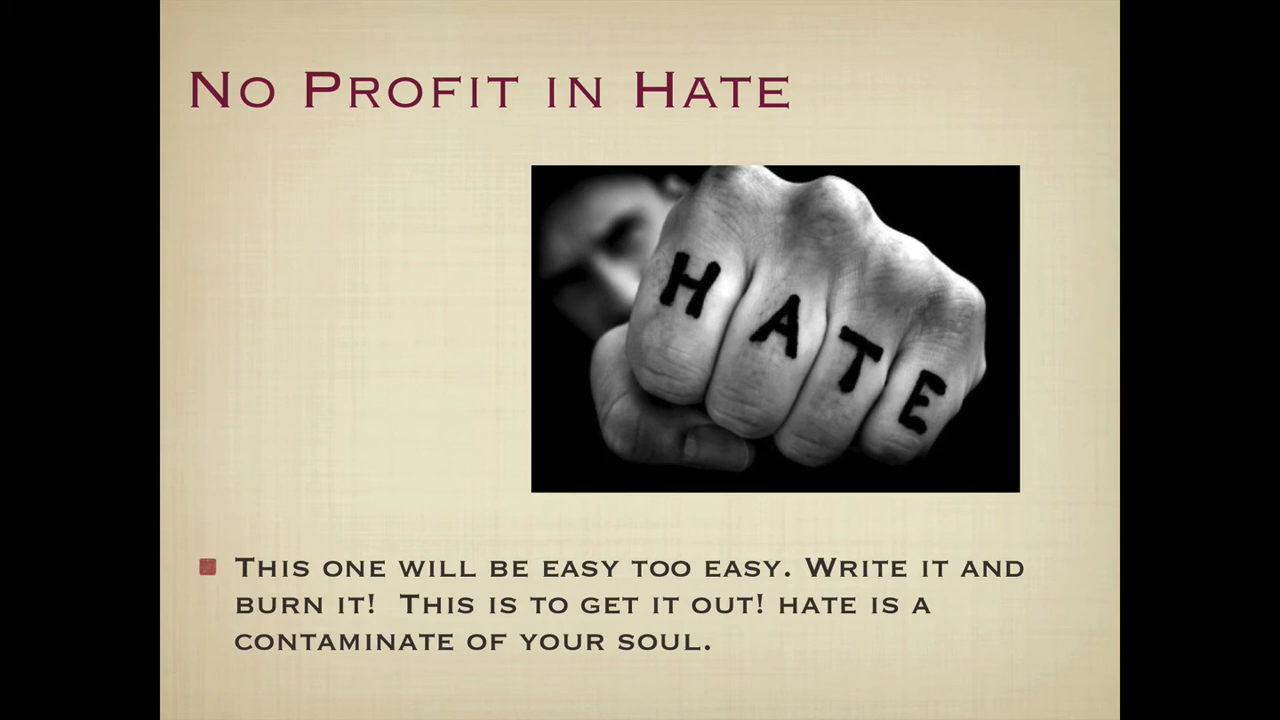 No Profit in Hate
HATE
This one will be easy too easy. Write it and
burn it!  This is to get it out! hate is a
contaminate of your soul.